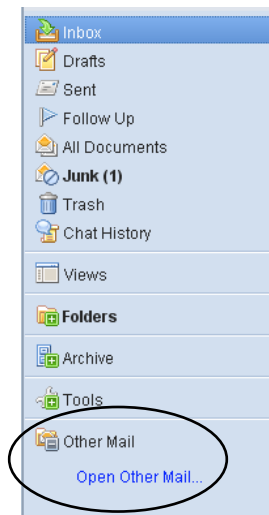 Inbox
Drafts
Sent
Follow Up
All Documents
Junk (1)
Trash
Chat History
Views
Folders
Archive
Tools
Other Mail
Open Other Mail...